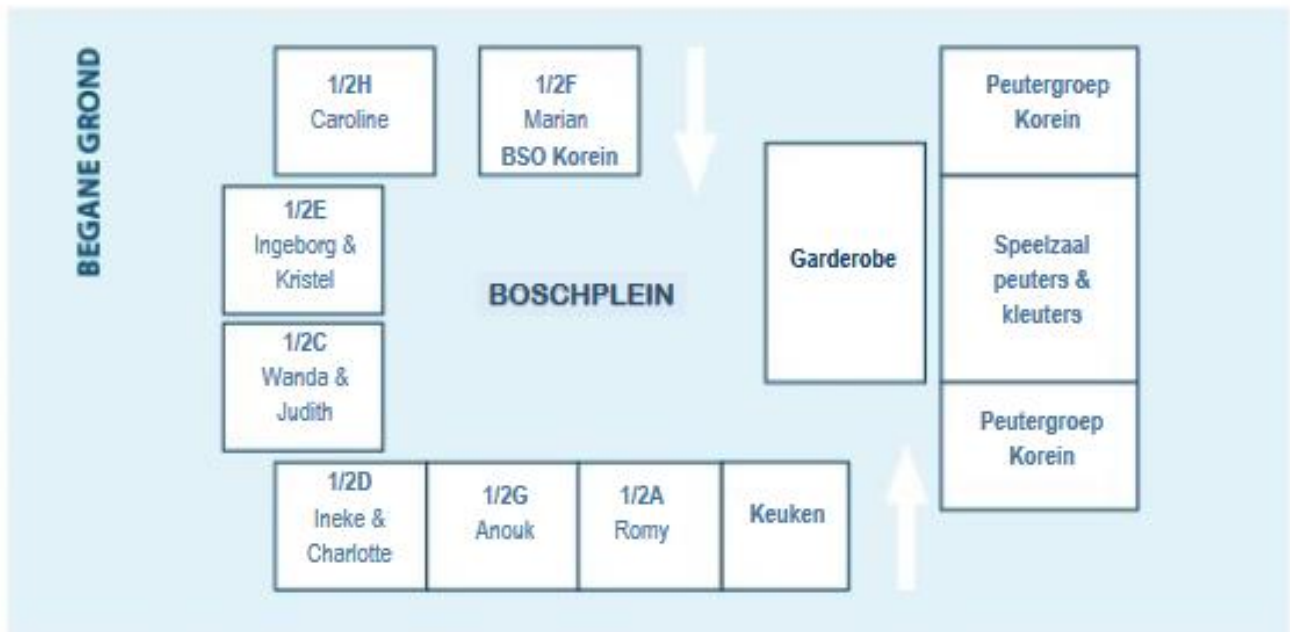 BEGANE GROND
1/2H
Caroline
1/2F
Marian
BSO Korein
Peutergroep
Korein
1/2E
Ingeborg &
Kristel
BOSCHPLEIN
Garderobe
Speelzaal
peuters &
kleuters
1/2C
Wanda &
Judith
Peutergroep
Korein
1/2D
Ineke &
Charlotte
1/2G
Anouk
1/2A
Romy
Keuken